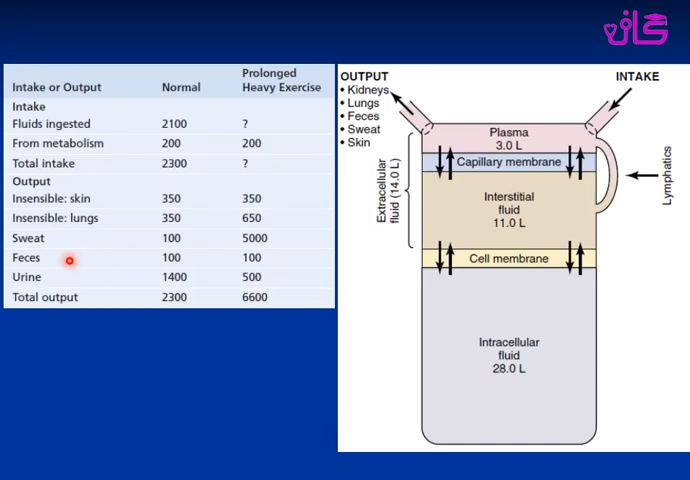 گاڼ
Intake or Output Normal Prolonged Heavy Exercise
Intake
Fluids ingested 2100 ?
From metabolism 200 200
Total intake 2300 ?
Output
Insensible: skin 350 350
Insensible: lungs 350 650
Sweat 100 5000
Feces 100 100
Urine 1400 500
Total output 2300 6600
OUTPUT
• Kidneys
• Lungs
• Feces
• Sweat
• Skin
INTAKE
Plasma
3.0 L
Capillary membrane
Interstitial
fluid
11.0 L
Cell membrane
Intracellular
fluid
28.0 L
Extracellular
fluid (14.0 L)
Lymphatics